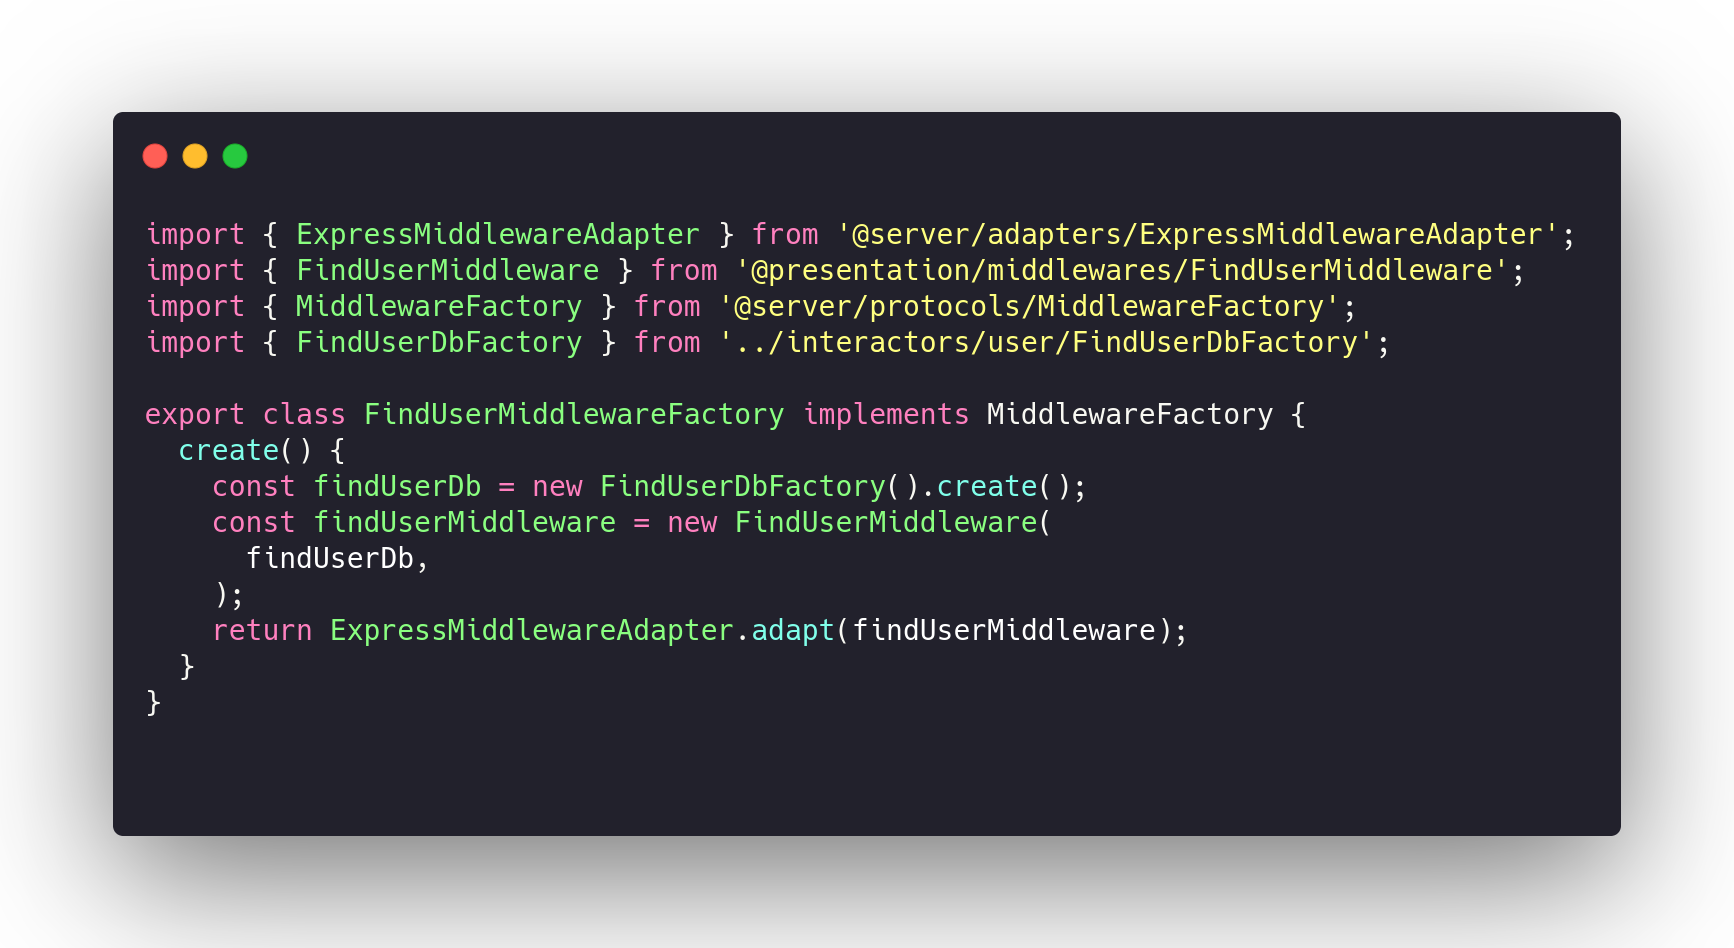 import { ExpressMiddlewareAdapter } from '@server/adapters/ExpressMiddlewareAdapter';
import { FindUserMiddleware } from '@presentation/middlewares/FindUserMiddleware';
import { MiddlewareFactory } from '@server/protocols/MiddlewareFactory';
import { FindUserDbFactory } from '../interactors/user/FindUserDbFactory';

export class FindUserMiddlewareFactory implements MiddlewareFactory {
  create() {
    const findUserDb = new FindUserDbFactory().create();
    const findUserMiddleware = new FindUserMiddleware(
      findUserDb,
    );
    return ExpressMiddlewareAdapter.adapt(findUserMiddleware);
  }
}